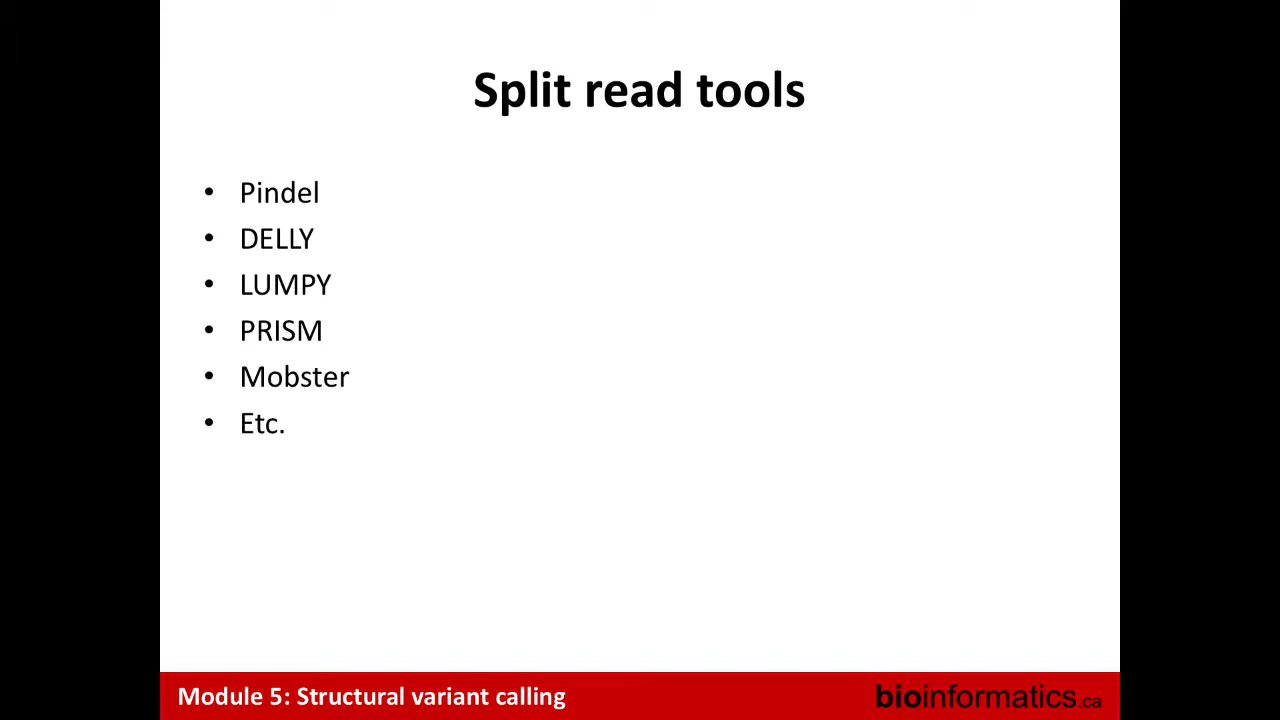 Split read tools
• Pindel
• DELLY
• LUMPY
• PRISM
• Mobster
• Etc.
Module 5: Structural variant calling
bioinformatics.ca